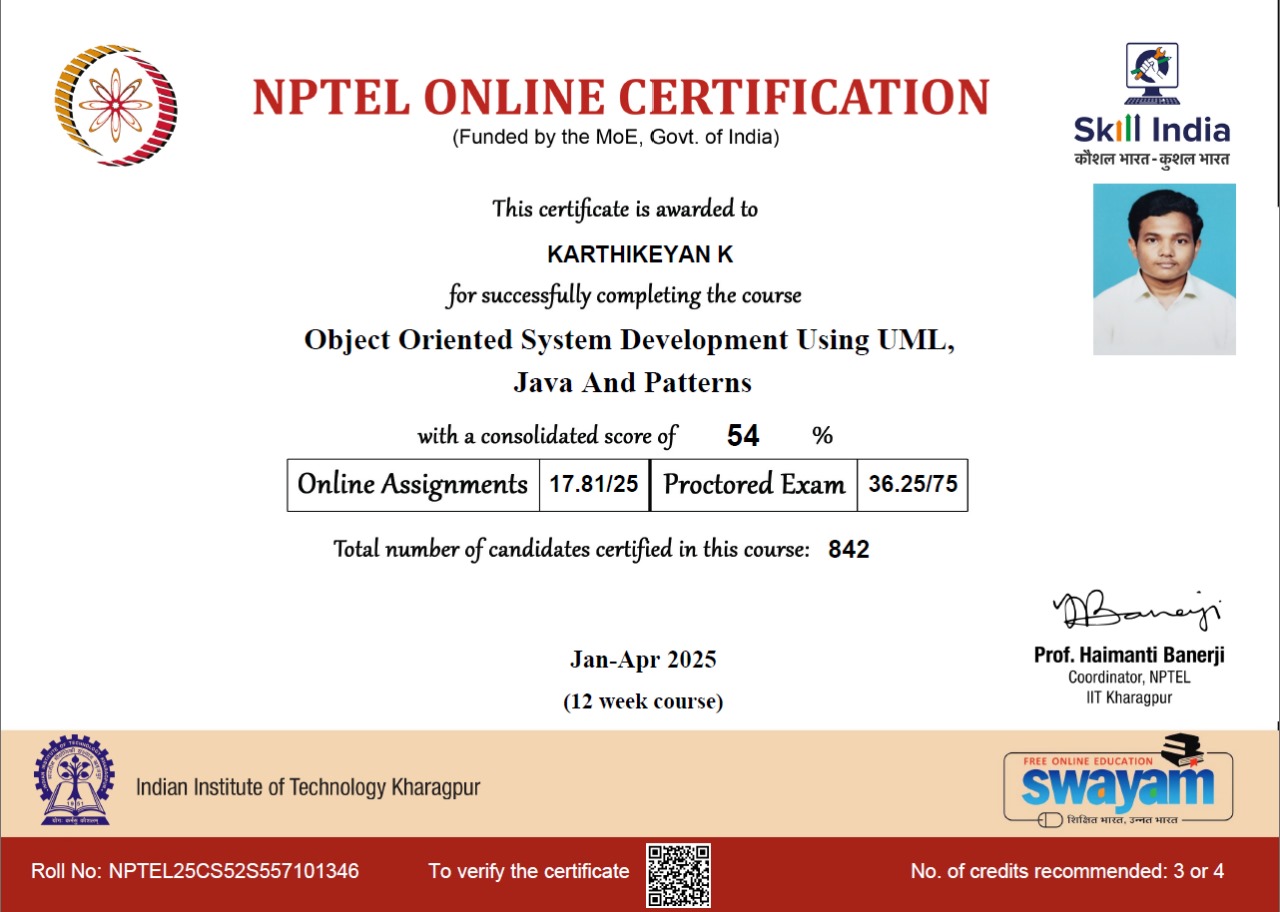 NPTEL ONLINE CERTIFICATION
(Funded by the MoE, Govt. of India)
Skill India
कौशल भारत - कुशल भारत
This certificate is awarded to
KARTHIKEYAN K
for successfully completing the course
Object Oriented System Development Using UML,
Java And Patterns
with a consolidated score of 54 %
Online Assignments 17.81/25 Proctored Exam 36.25/75
Total number of candidates certified in this course: 842
Jan-Apr 2025
(12 week course)
Banerji
Prof. Haimanti Banerji
Coordinator, NPTEL
IIT Kharagpur
Indian Institute of Technology Kharagpur
1951
FREE ONLINE EDUCATION
swayam
शिक्षित भारत, उन्नत भारत
Roll No: NPTEL25CS52S557101346
To verify the certificate
No. of credits recommended: 3 or 4